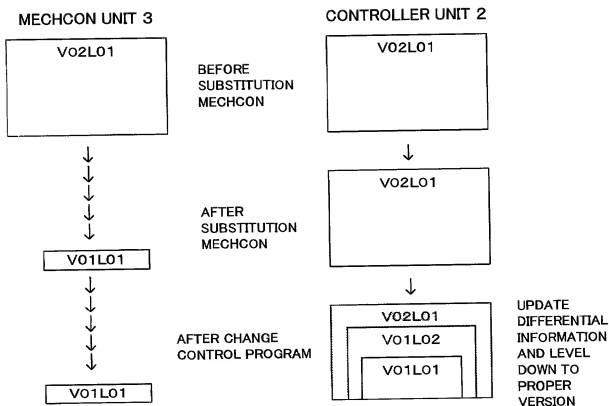 MECHCON UNIT 3
CONTROLLER UNIT 2
V02L01
BEFORE
SUBSTITUTION
MECHCON
V02L01
AFTER
SUBSTITUTION
MECHCON
V02L01
V01L01
AFTER CHANGE
CONTROL PROGRAM
V02L01
V01L02
V01L01
UPDATE
DIFFERENTIAL
INFORMATION
AND LEVEL
DOWN TO
PROPER
VERSION
V01L01